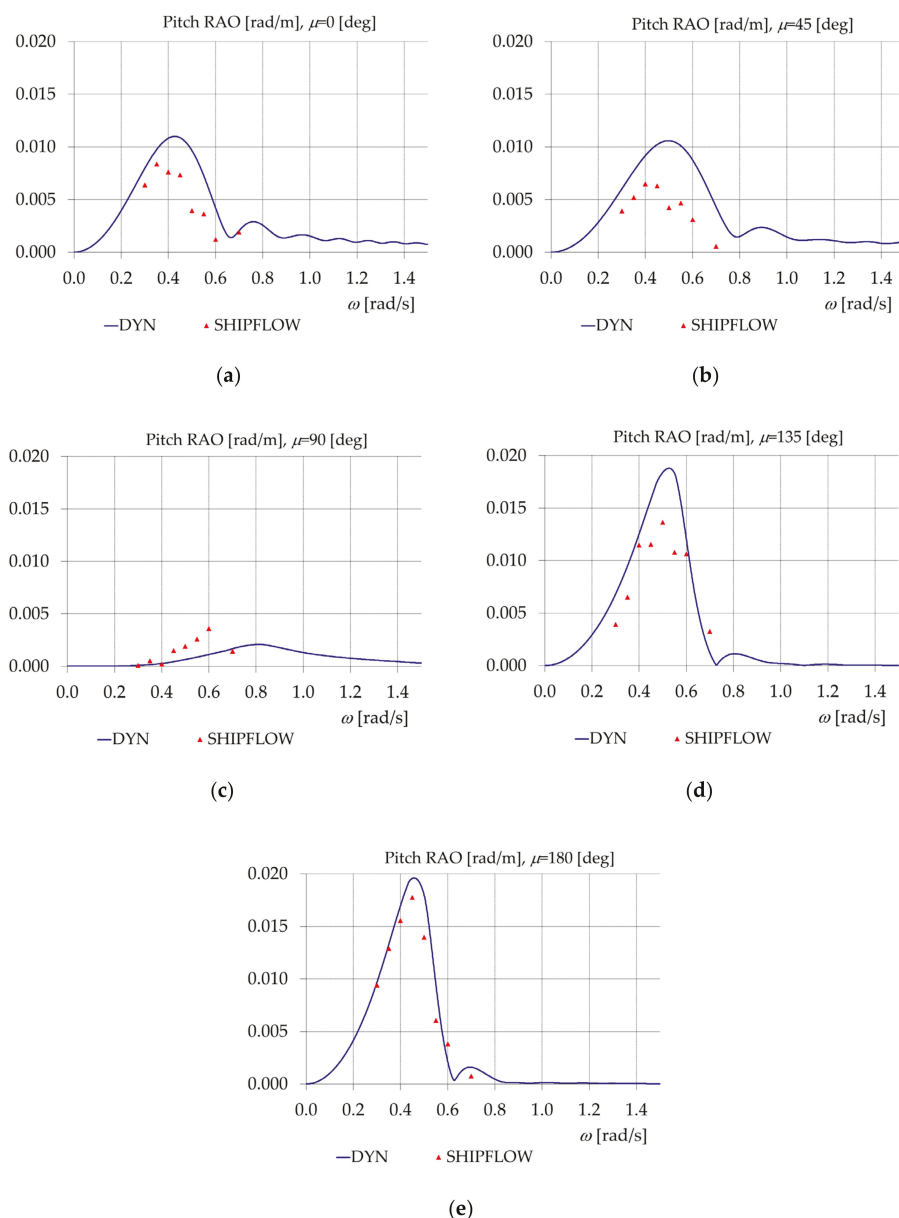 Pitch RAO [rad/m], μ=0 [deg]
0.020
0.015
0.010
0.005
0.000
0.0 0.2 0.4 0.6 0.8 1.0 1.2 1.4
ω [rad/s]
DYN SHIPFLOW
(a)
Pitch RAO [rad/m], μ=45 [deg]
0.020
0.015
0.010
0.005
0.000
0.0 0.2 0.4 0.6 0.8 1.0 1.2 1.4
ω [rad/s]
DYN SHIPFLOW
(b)
Pitch RAO [rad/m], μ=90 [deg]
0.020
0.015
0.010
0.005
0.000
0.0 0.2 0.4 0.6 0.8 1.0 1.2 1.4
ω [rad/s]
DYN SHIPFLOW
(c)
Pitch RAO [rad/m], μ=135 [deg]
0.020
0.015
0.010
0.005
0.000
0.0 0.2 0.4 0.6 0.8 1.0 1.2 1.4
ω [rad/s]
DYN SHIPFLOW
(d)
Pitch RAO [rad/m], μ=180 [deg]
0.020
0.015
0.010
0.005
0.000
0.0 0.2 0.4 0.6 0.8 1.0 1.2 1.4
ω [rad/s]
DYN SHIPFLOW
(e)